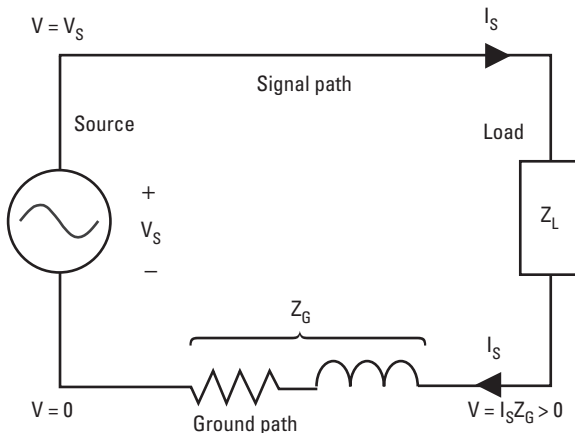 V = V_S
I_S
Signal path
Source
Load
+
V_S
−
Z_L
Z_G
I_S
V = 0
Ground path
V = I_SZ_G > 0